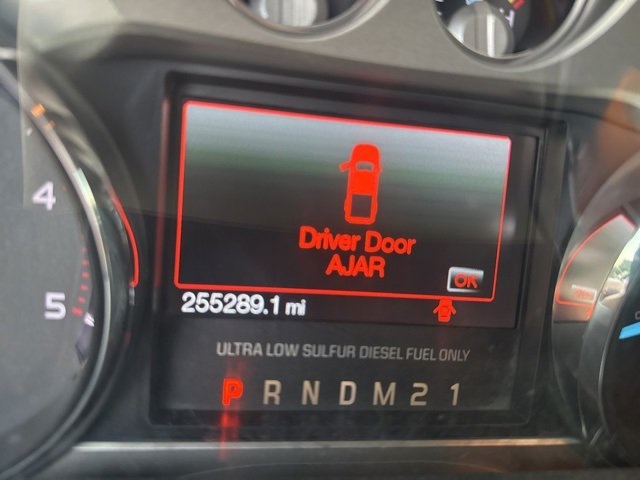 4
5
Driver Door
AJAR
OK
255289.1 mi
ULTRA LOW SULFUR DIESEL FUEL ONLY
P R N D M 2 1